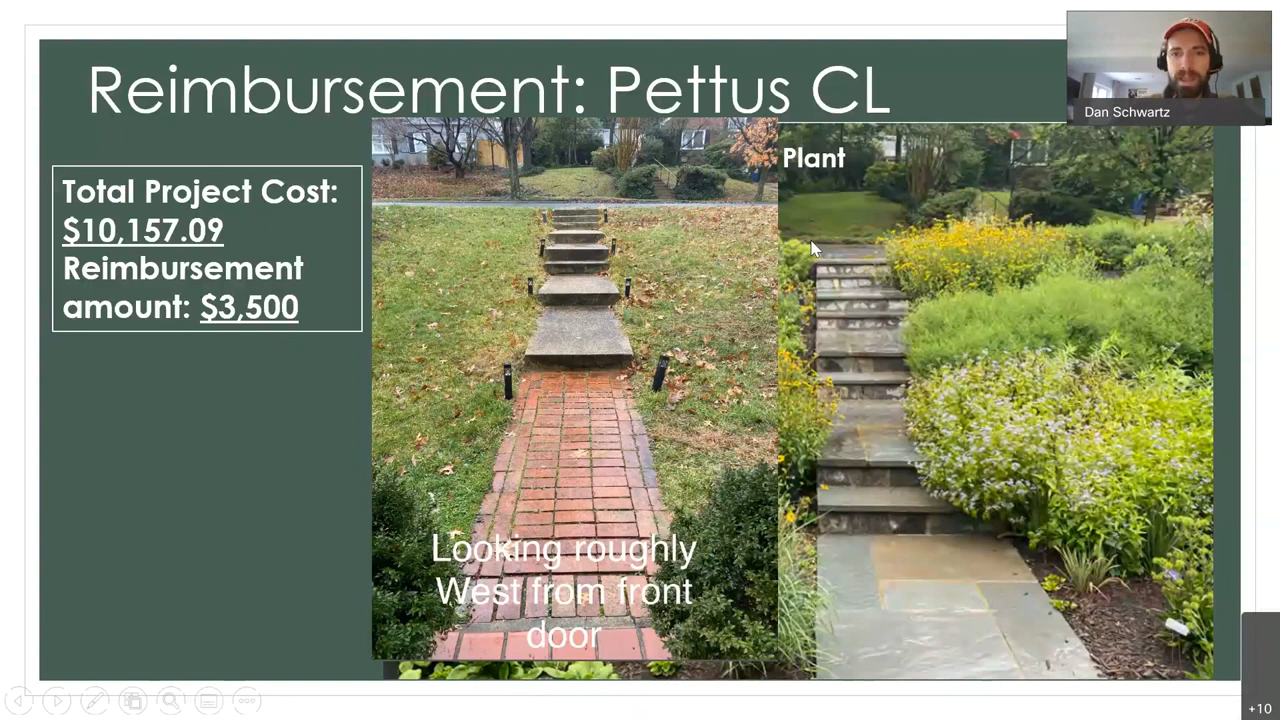 Reimbursement: Pettus CL
Dan Schwartz
Total Project Cost:
$10,157.09
Reimbursement
amount: $3,500
Plant
Looking roughly
West from front
door
+10